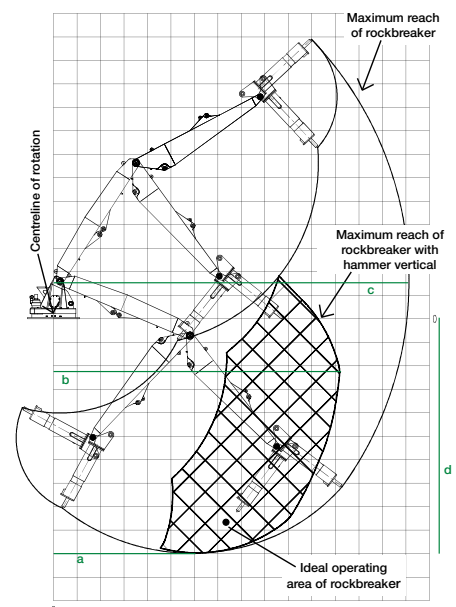 Maximum reach
of rockbreaker
Centreline of rotation
Maximum reach of
rockbreaker with
hammer vertical
c
0
b
d
a
Ideal operating
area of rockbreaker